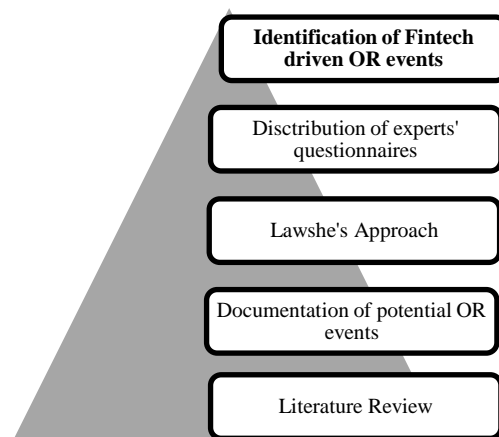 Identification of Fintech
driven OR events
Disctribution of experts'
questionnaires
Lawshe's Approach
Documentation of potential OR
events
Literature Review